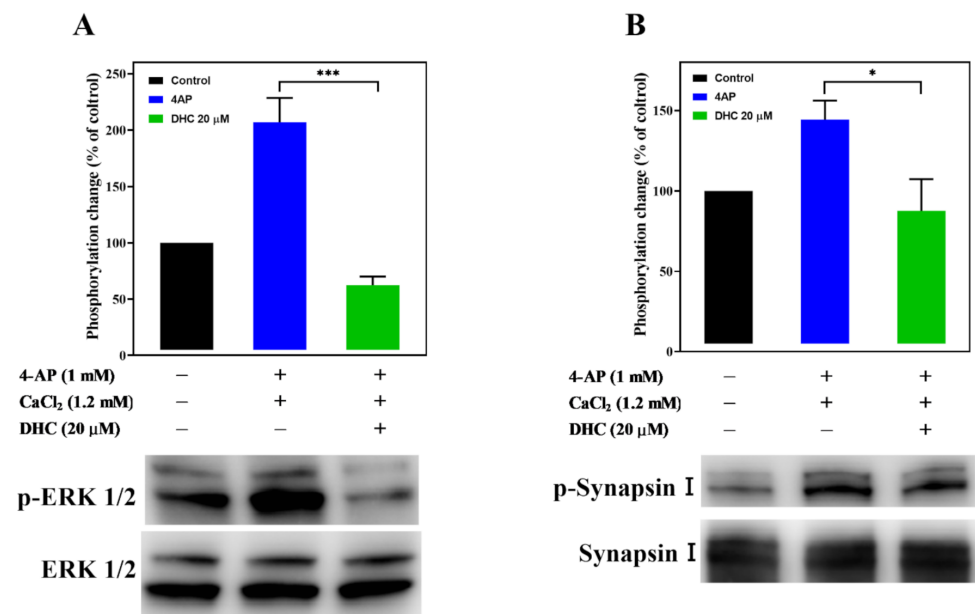 A
Phosphorylation change (% of coltrol)
250
200
150
100
50
0
Control
4AP
DHC 20 μM
***
4-AP (1 mM) − + +
CaCl₂ (1.2 mM) − + +
DHC (20 μM) − − +
p-ERK 1/2
ERK 1/2
B
Phosphorylation change (% of coltrol)
150
100
50
0
Control
4AP
DHC 20 μM
*
4-AP (1 mM) − + +
CaCl₂ (1.2 mM) − + +
DHC (20 μM) − − +
p-Synapsin Ⅰ
Synapsin Ⅰ